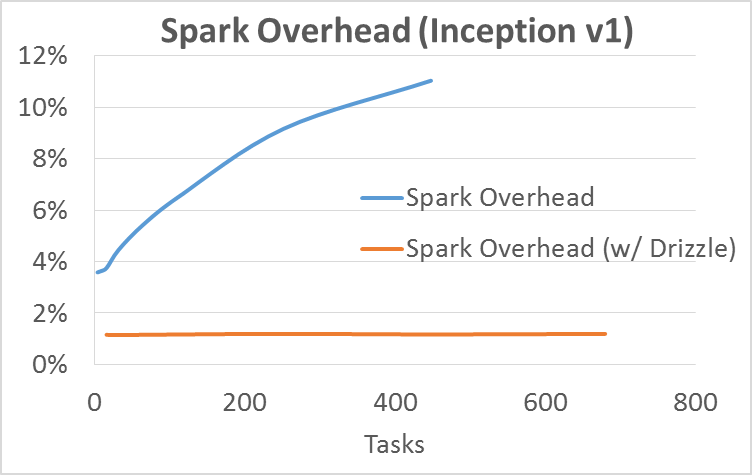 Spark Overhead (Inception v1)
12%
10%
8%
6%
4%
2%
0%
Spark Overhead
Spark Overhead (w/ Drizzle)
0 200 400 600 800
Tasks